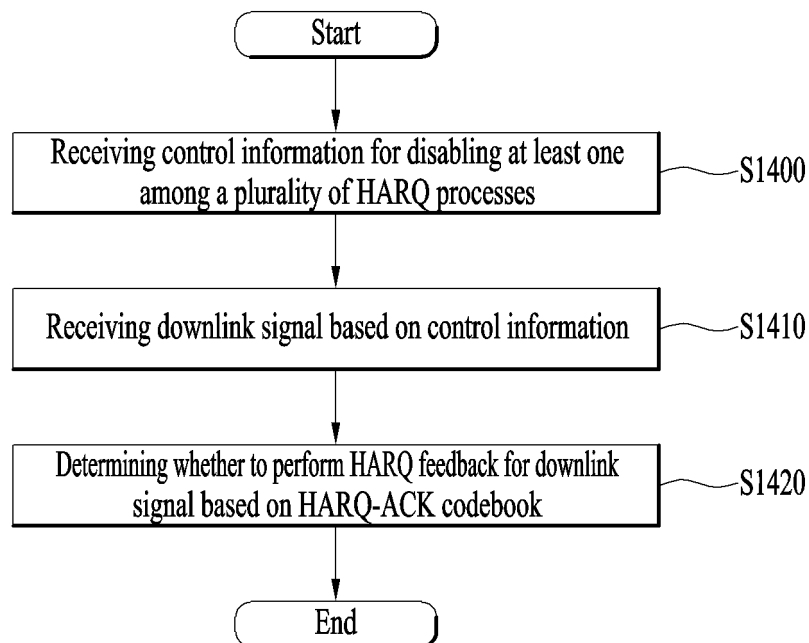 Start
Receiving control information for disabling at least one
among a plurality of HARQ processes
S1400
Receiving downlink signal based on control information
S1410
Determining whether to perform HARQ feedback for downlink
signal based on HARQ-ACK codebook
S1420
End